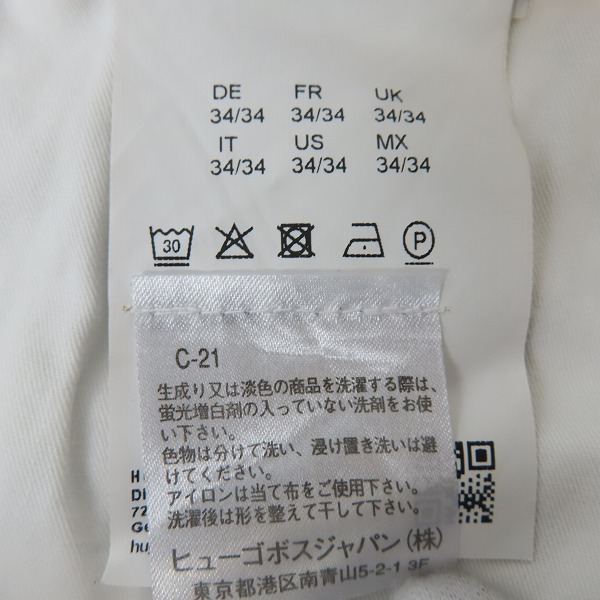 DE FR UK
34/34 34/34 34/34
IT US MX
34/34 34/34 34/34
30 P
C-21
生成り又は淡色の商品を洗濯する際は、
蛍光増白剤の入っていない洗剤をお使
い下さい。
色物は分けて洗い、浸け置き洗いは避
けてください。
アイロンは当て布をご使用下さい。
洗濯後は形を整えて干して下さい。
ヒューゴボスジャパン(株)
東京都港区南青山5-2-1 3F